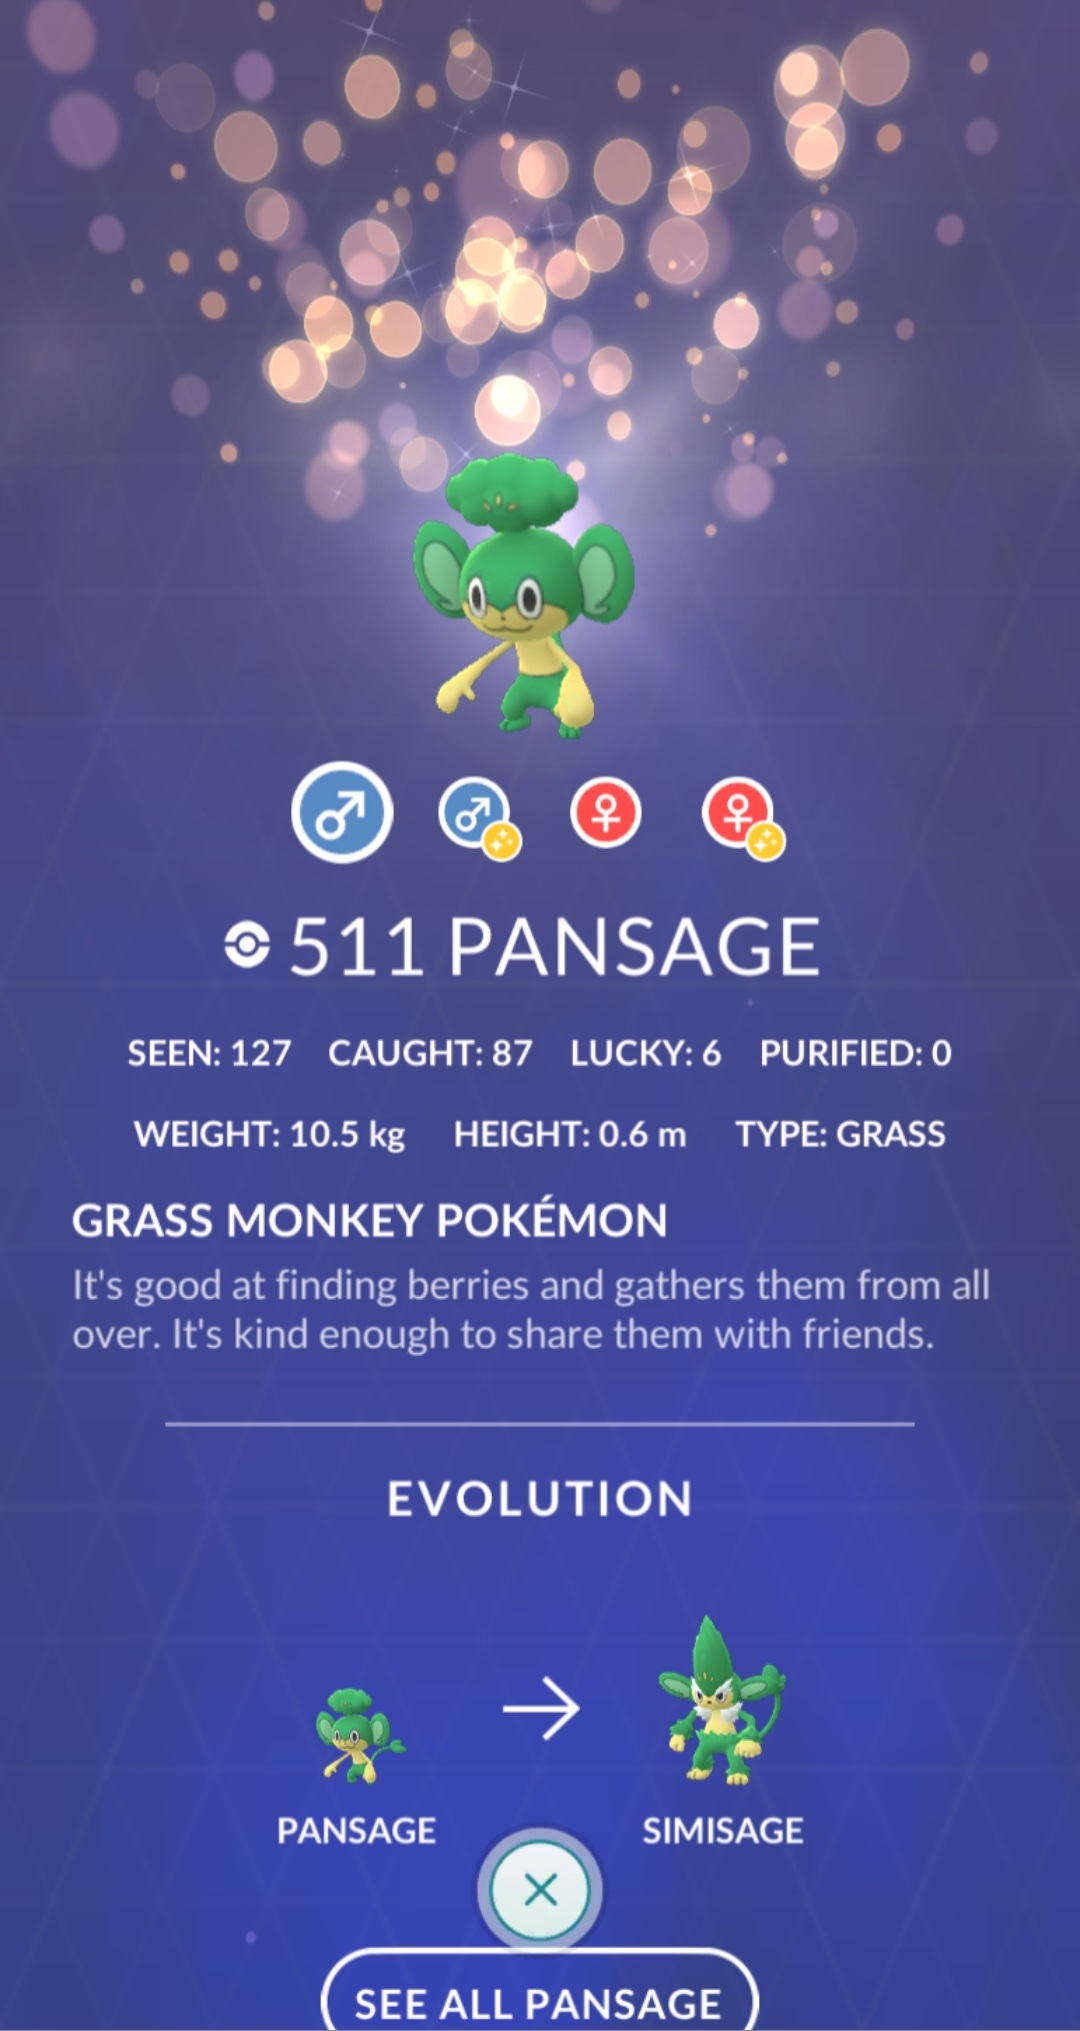 511 PANSAGE
SEEN: 127 CAUGHT: 87 LUCKY: 6 PURIFIED: 0
WEIGHT: 10.5 kg HEIGHT: 0.6 m TYPE: GRASS
GRASS MONKEY POKÉMON
It's good at finding berries and gathers them from all
over. It's kind enough to share them with friends.
EVOLUTION
PANSAGE SIMISAGE
SEE ALL PANSAGE